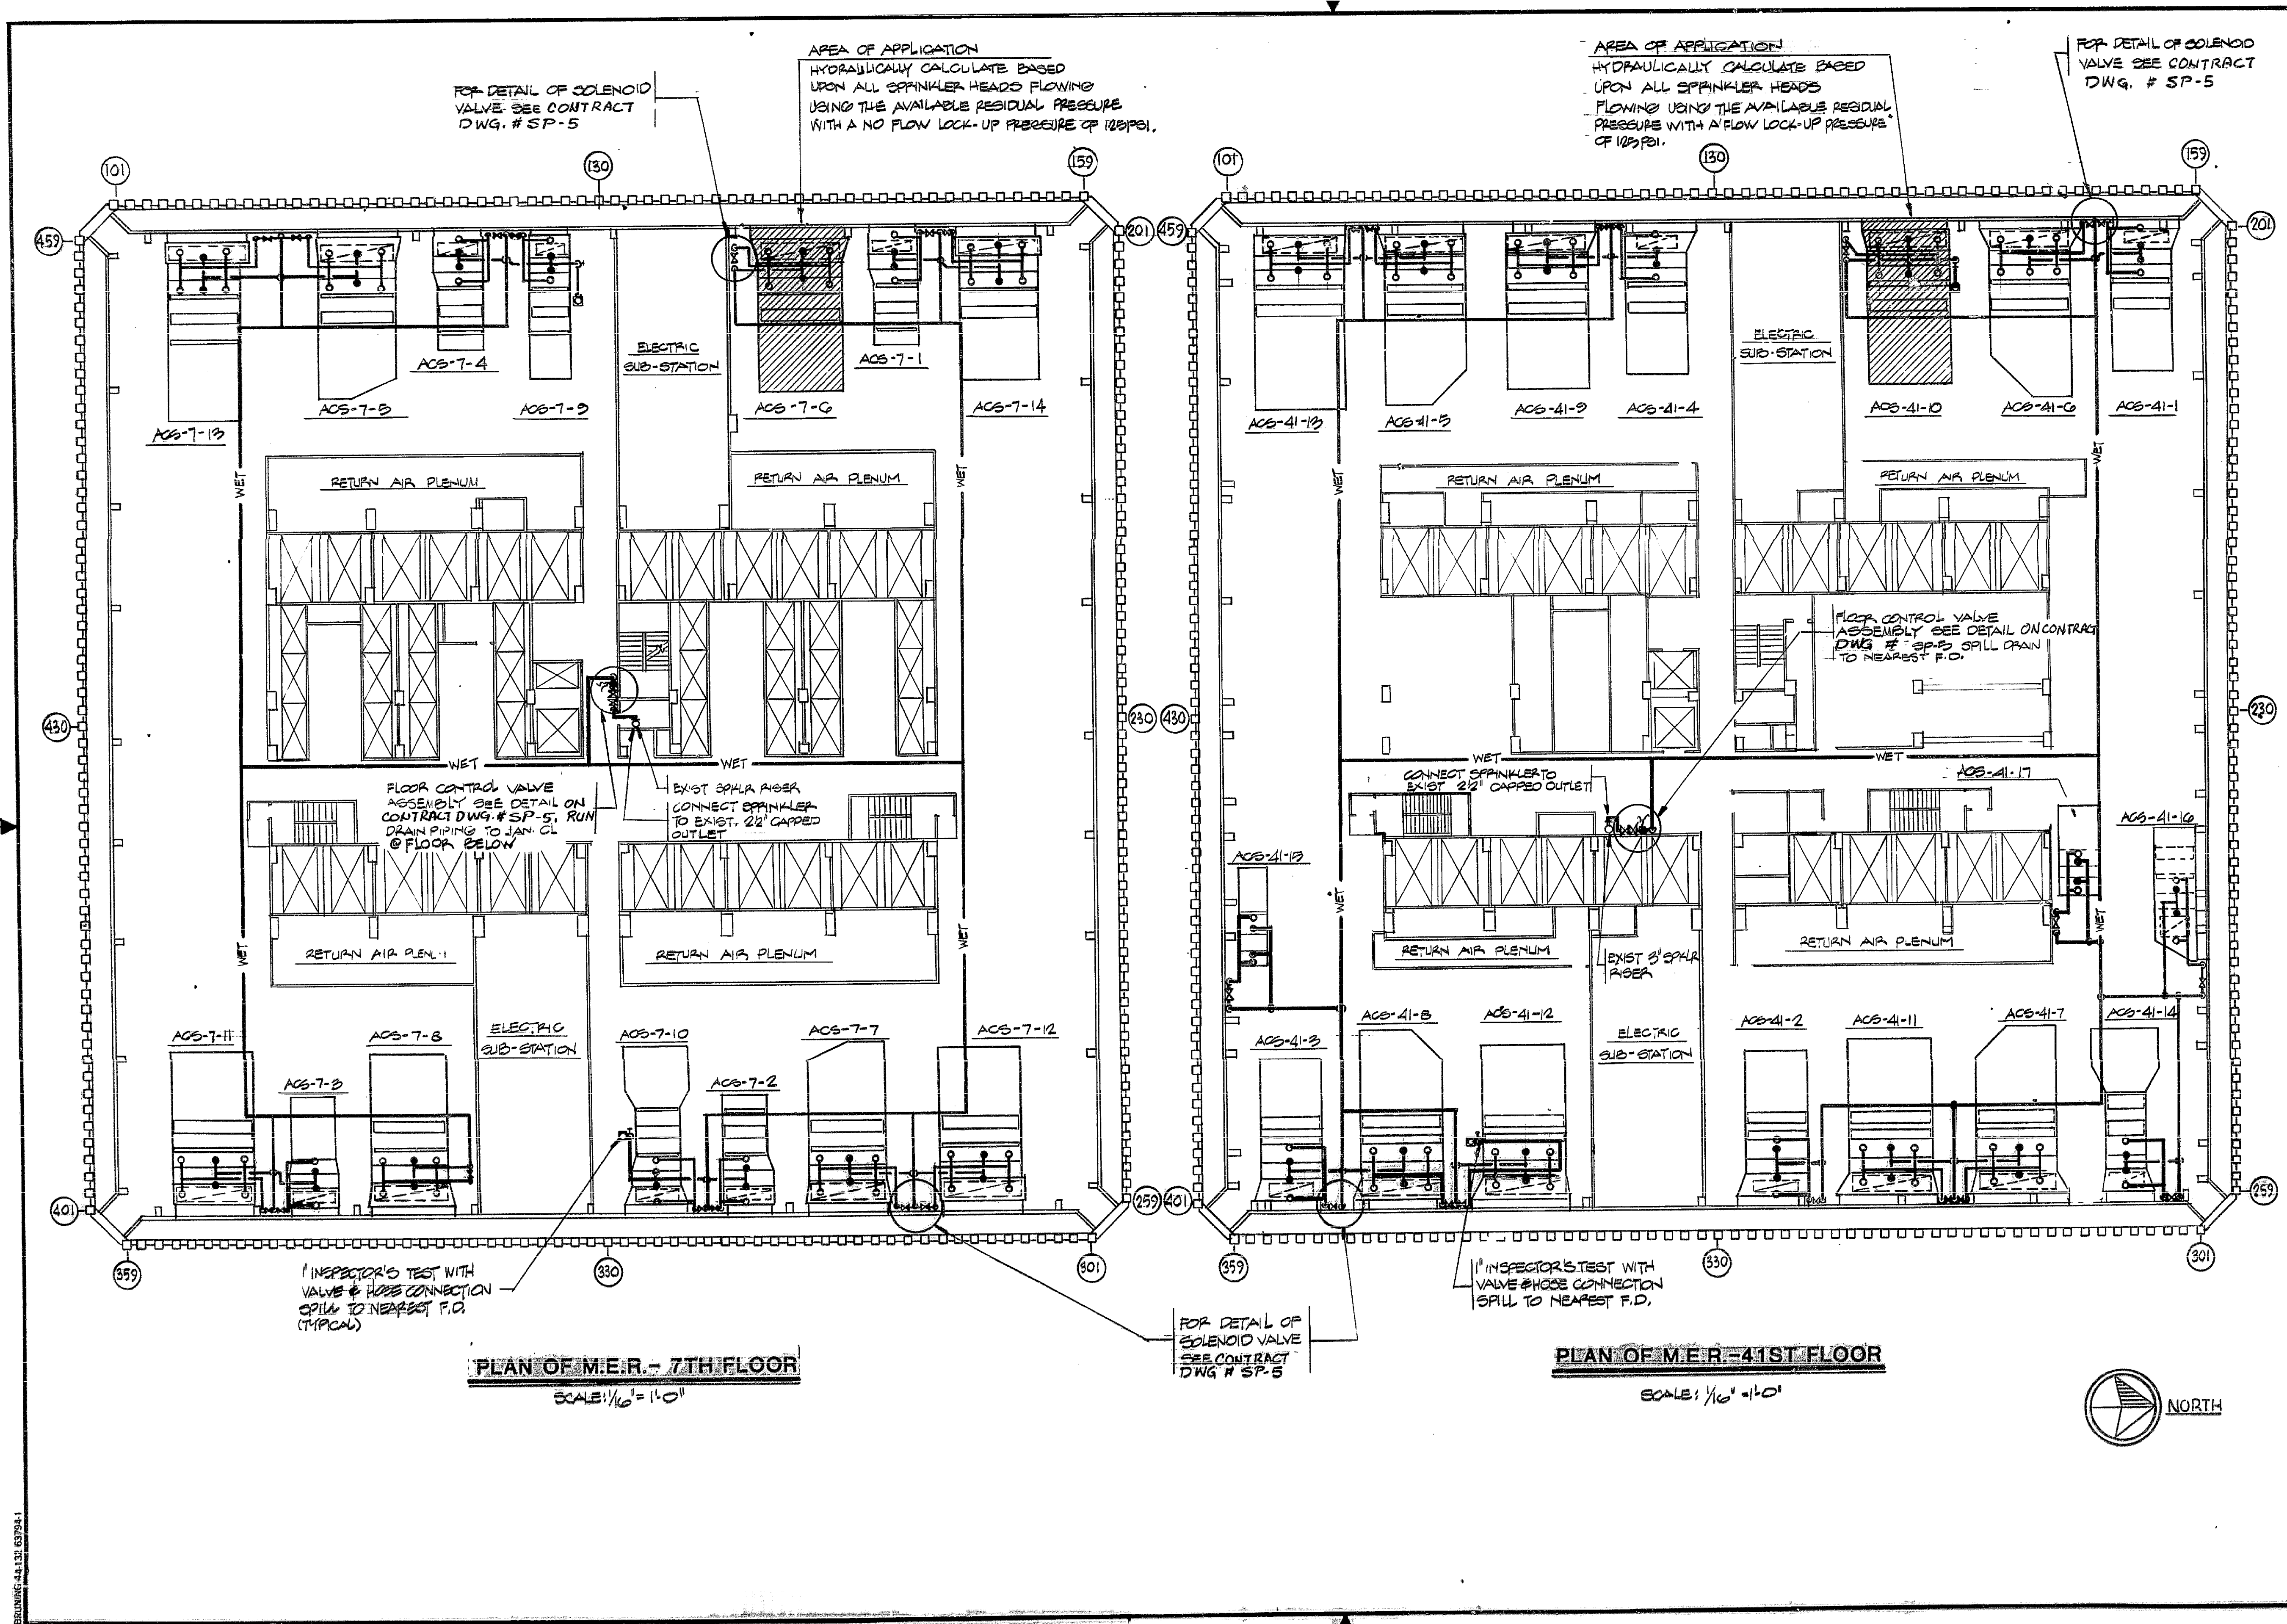 FOR DETAIL OF SOLENOID
VALVE SEE CONTRACT
DWG. # SP-5
AREA OF APPLICATION
HYDRAULICALLY CALCULATE BASED
UPON ALL SPRINKLER HEADS FLOWING
USING THE AVAILABLE RESIDUAL PRESSURE
WITH A NO FLOW LOCK-UP PRESSURE OF 125PSI.
AREA OF APPLICATION
HYDRAULICALLY CALCULATE BASED
UPON ALL SPRINKLER HEADS
FLOWING USING THE AVAILABLE RESIDUAL
PRESSURE WITH A FLOW LOCK-UP PRESSURE
OF 125 PSI.
FOR DETAIL OF SOLENOID
VALVE SEE CONTRACT
DWG. # SP-5
101
130
159
459
201
ACS-7-4
ELECTRIC
SUB-STATION
ACS-7-1
ACS-7-13
ACS-7-5
ACS-7-9
ACS-7-6
ACS-7-14
WET
WET
RETURN AIR PLENUM
RETURN AIR PLENUM
430
230
WET
WET
FLOOR CONTROL VALVE
ASSEMBLY SEE DETAIL ON
CONTRACT DWG. # SP-5, RUN
DRAIN PIPING TO JAN. CL
@ FLOOR BELOW
EXIST SPKLR RISER
CONNECT SPRINKLER
TO EXIST. 2½" CAPPED
OUTLET
WET
WET
RETURN AIR
RETURN AIR PLENUM
ACS-7-11
ACS-7-8
ELECTRIC
SUB-STATION
ACS-7-10
ACS-7-7
ACS-7-12
ACS-7-3
ACS-7-2
401
259
359
330
301
1" INSPECTOR'S TEST WITH
VALVE & HOSE CONNECTION
SPILL TO NEAREST F.D.
(TYPICAL)
PLAN OF M.E.R.- 7TH FLOOR
SCALE: 1/16" = 1'-0"
FOR DETAIL OF
SOLENOID VALVE
SEE CONTRACT
DWG # SP-5
101
130
159
459
201
ELECTRIC
SUB-STATION
ACS-41-13
ACS-41-5
ACS-41-9
ACS-41-4
ACS-41-10
ACS-41-6
ACS-41-1
WET
WET
RETURN AIR PLENUM
RETURN AIR PLENUM
FLOOR CONTROL VALVE
ASSEMBLY SEE DETAIL ON CONTRACT
DWG # SP-5 SPILL DRAIN
TO NEAREST F.D.
430
230
WET
WET
CONNECT SPRINKLER TO
EXIST 2½" CAPPED OUTLET
ACS-41-17
ACS-41-16
ACS-41-15
WET
WET
RETURN AIR PLENUM
RETURN AIR PLENUM
EXIST 3" SPKLR
RISER
ACS-41-3
ACS-41-8
ACS-41-12
ELECTRIC
SUB-STATION
ACS-41-2
ACS-41-11
ACS-41-7
ACS-41-14
401
259
359
330
301
1" INSPECTOR'S TEST WITH
VALVE & HOSE CONNECTION
SPILL TO NEAREST F.D.
PLAN OF M.E.R.-41ST FLOOR
SCALE: 1/16" = 1'-0"
NORTH
BRUNING 44-132 63794-1